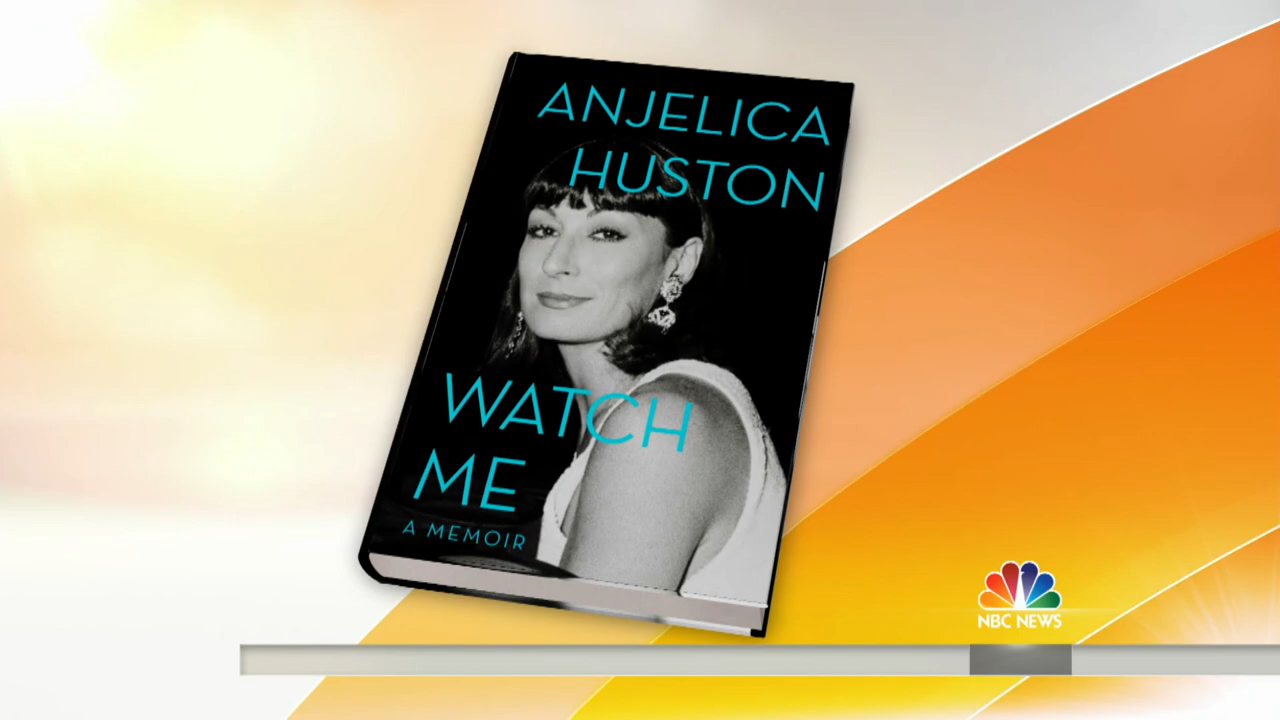 ANJELICA
HUSTON
WATCH
ME
A MEMOIR
NBC NEWS